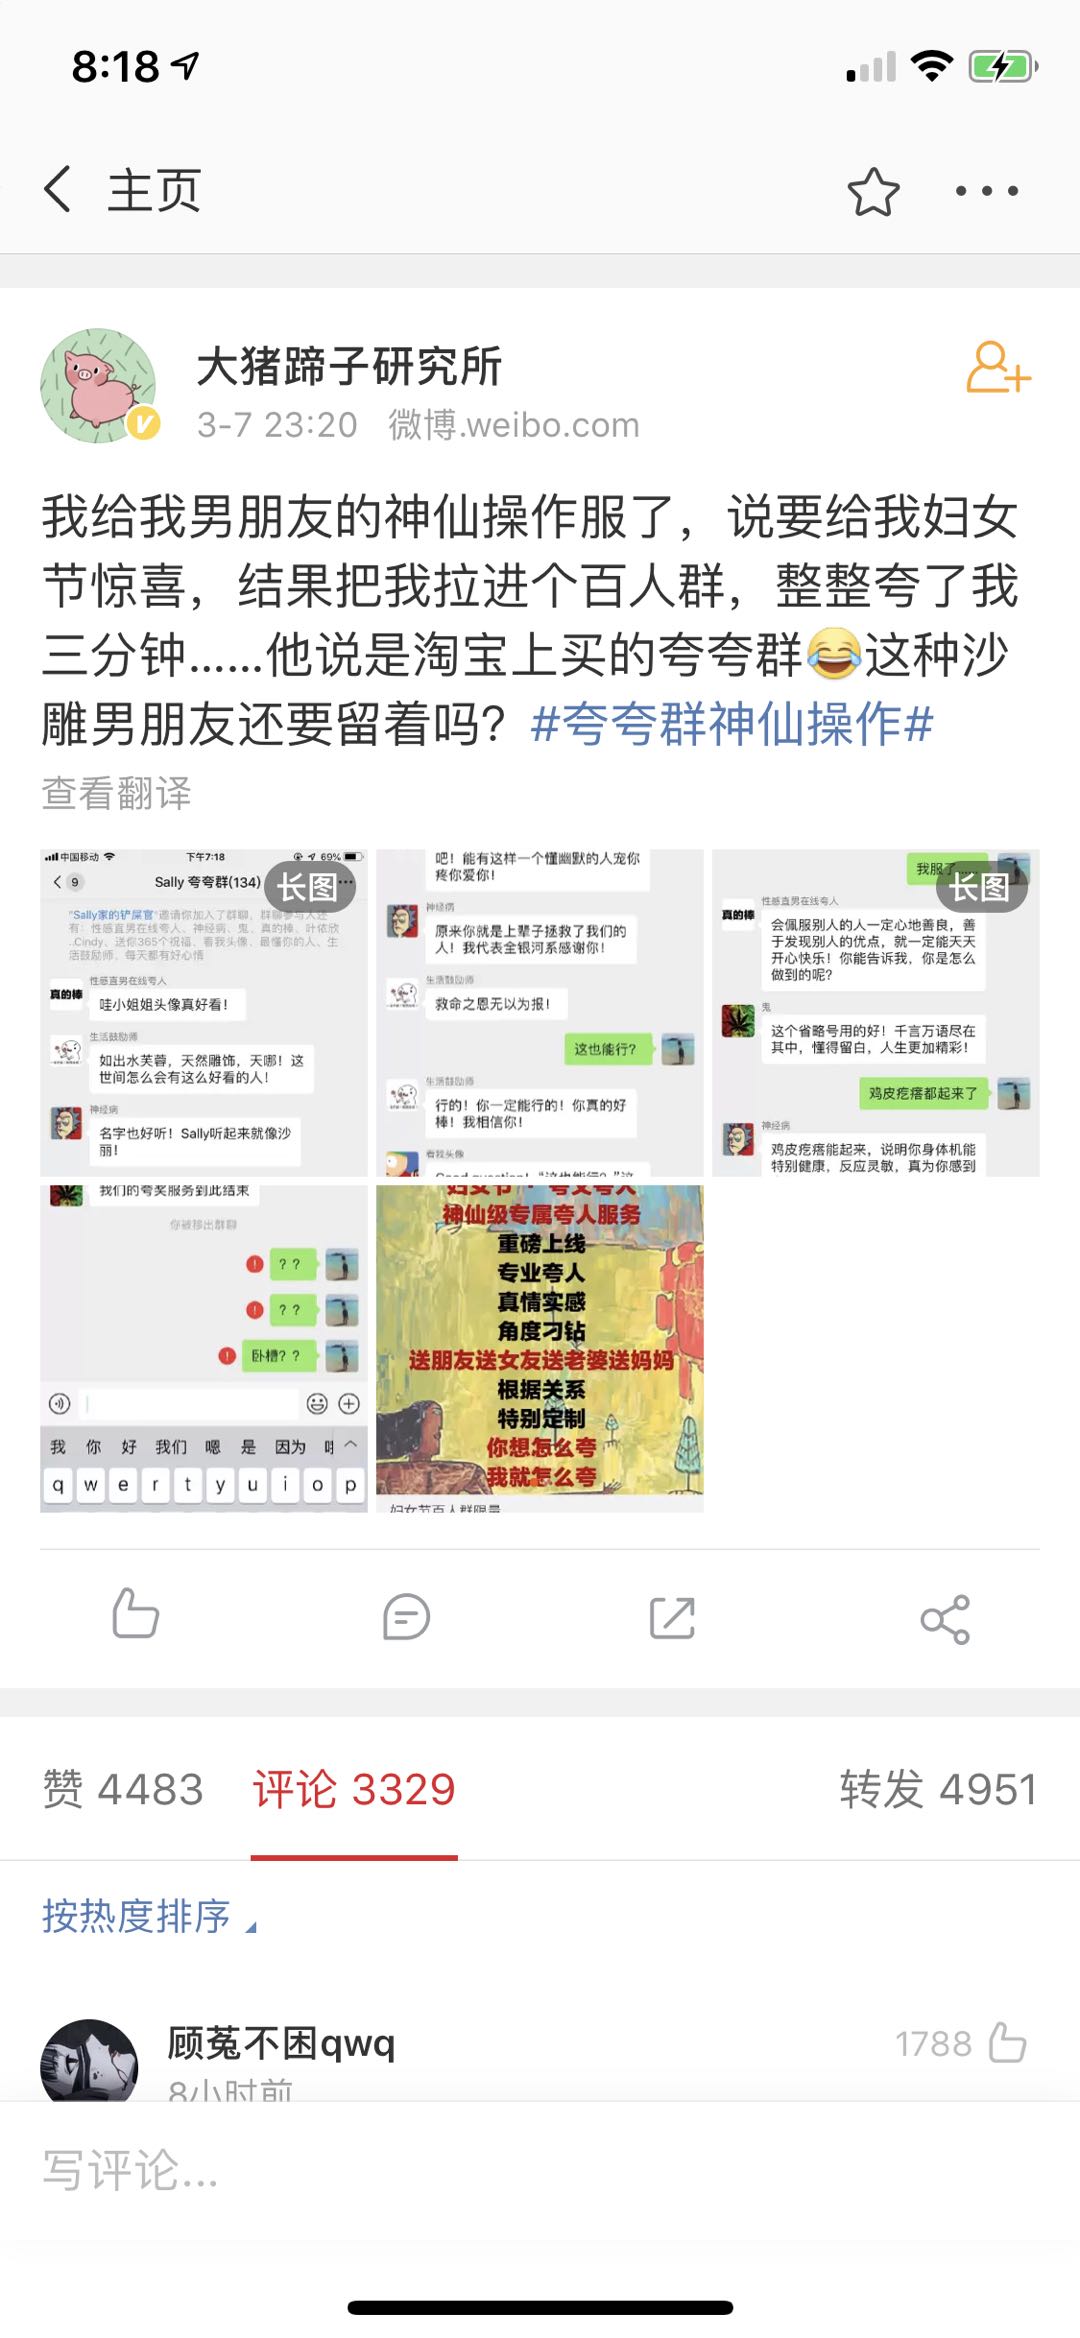 8:18
主页
大猪蹄子研究所
3-7 23:20 微博.weibo.com
我给我男朋友的神仙操作服了，说要给我妇女
节惊喜，结果把我拉进个百人群，整整夸了我
三分钟……他说是淘宝上买的夸夸群😂这种沙
雕男朋友还要留着吗？#夸夸群神仙操作#
查看翻译
中国移动 下午7:18 69%
9 Sally 夸夸群(134)
长图
"Sally家的铲屎官"邀请你加入了群聊，群聊参与人还
有：性感直男在线夸人、神经病、鬼、真的棒、叶依欣
..Cindy、送你365个祝福、看我头像、最懂你的人、生
活鼓励师、每天都有好心情
性感直男在线夸人
真的棒
哇小姐姐头像真好看！
生活鼓励师
如出水芙蓉，天然雕饰，天哪！这
世间怎么会有这么好看的人！
神经病
名字也好听！Sally听起来就像沙
丽！
吧！能有这样一个懂幽默的人宠你
疼你爱你！
神经病
原来你就是上辈子拯救了我们的
人！我代表全银河系感谢你！
生活鼓励师
救命之恩无以为报！
这也能行？
生活鼓励师
行的！你一定能行的！你真的好
棒！我相信你！
看我头像
Good question！"这也能行？"这
我服了……
长图
性感直男在线夸人
真的棒
会佩服别人的人一定心地善良，善
于发现别人的优点，就一定能天天
开心快乐！你能告诉我，你是怎么
做到的呢？
鬼
这个省略号用的好！千言万语尽在
其中，懂得留白，人生更加精彩！
鸡皮疙瘩都起来了
神经病
鸡皮疙瘩能起来，说明你身体机能
特别健康，反应灵敏，真为你感到
我们的夸奖服务到此结束
你被移出群聊
？？
？？
卧槽？？
我 你 好 我们 嗯 是 因为
q w e r t y u i o p
神仙级专属夸人服务
重磅上线
专业夸人
真情实感
角度刁钻
送朋友送女友送老婆送妈妈
根据关系
特别定制
你想怎么夸
我就怎么夸
妇女节百人群限量
赞 4483 评论 3329 转发 4951
按热度排序
顾菟不困qwq 1788
8小时前
写评论...